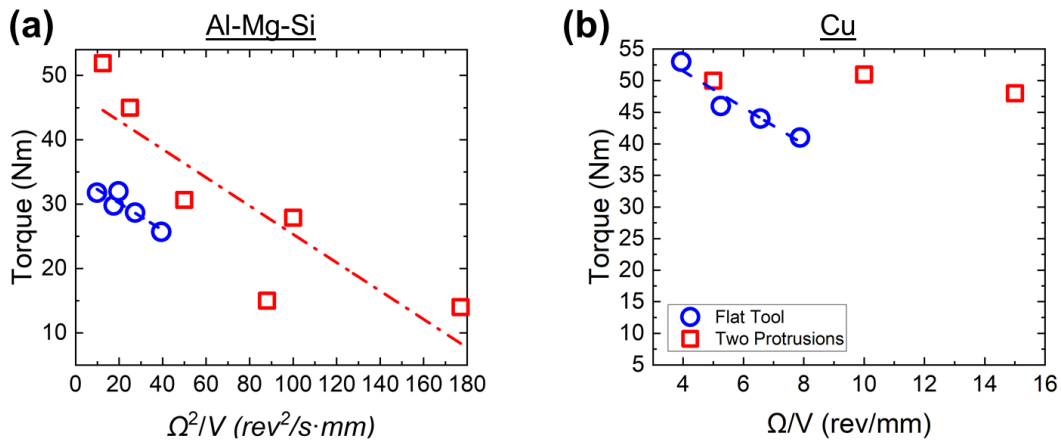 (a)
Al-Mg-Si
Torque (Nm)
50
40
30
20
10
0 20 40 60 80 100 120 140 160 180
Ω²/V (rev²/s·mm)
(b)
Cu
Torque (Nm)
55
50
45
40
35
30
25
20
15
10
5
Flat Tool
Two Protrusions
4 6 8 10 12 14 16
Ω/V (rev/mm)